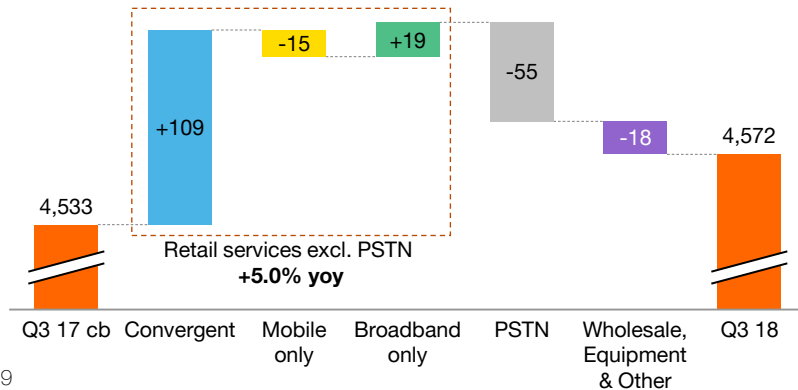 -15
+19
-55
+109
4,572
-18
4,533
Retail services excl. PSTN
+5.0% yoy
Q3 17 cb
Convergent
Mobile
only
Broadband
only
PSTN
Wholesale,
Equipment
& Other
Q3 18
9